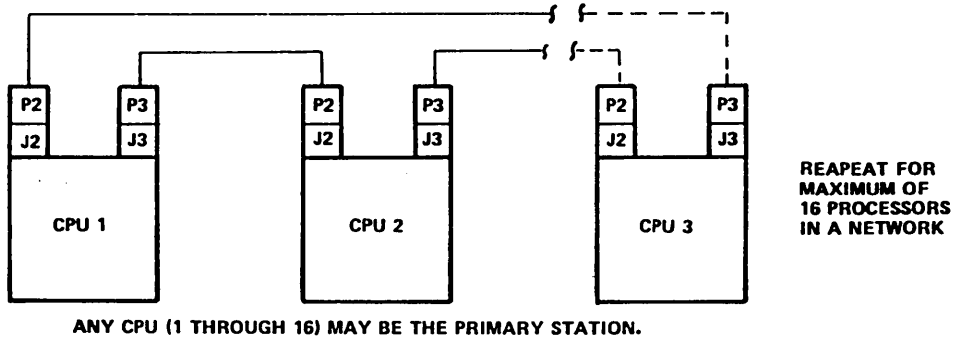 P2 P3 P2 P3 P2 P3
J2 J3 J2 J3 J2 J3
CPU 1 CPU 2 CPU 3
REAPEAT FOR
MAXIMUM OF
16 PROCESSORS
IN A NETWORK
ANY CPU (1 THROUGH 16) MAY BE THE PRIMARY STATION.